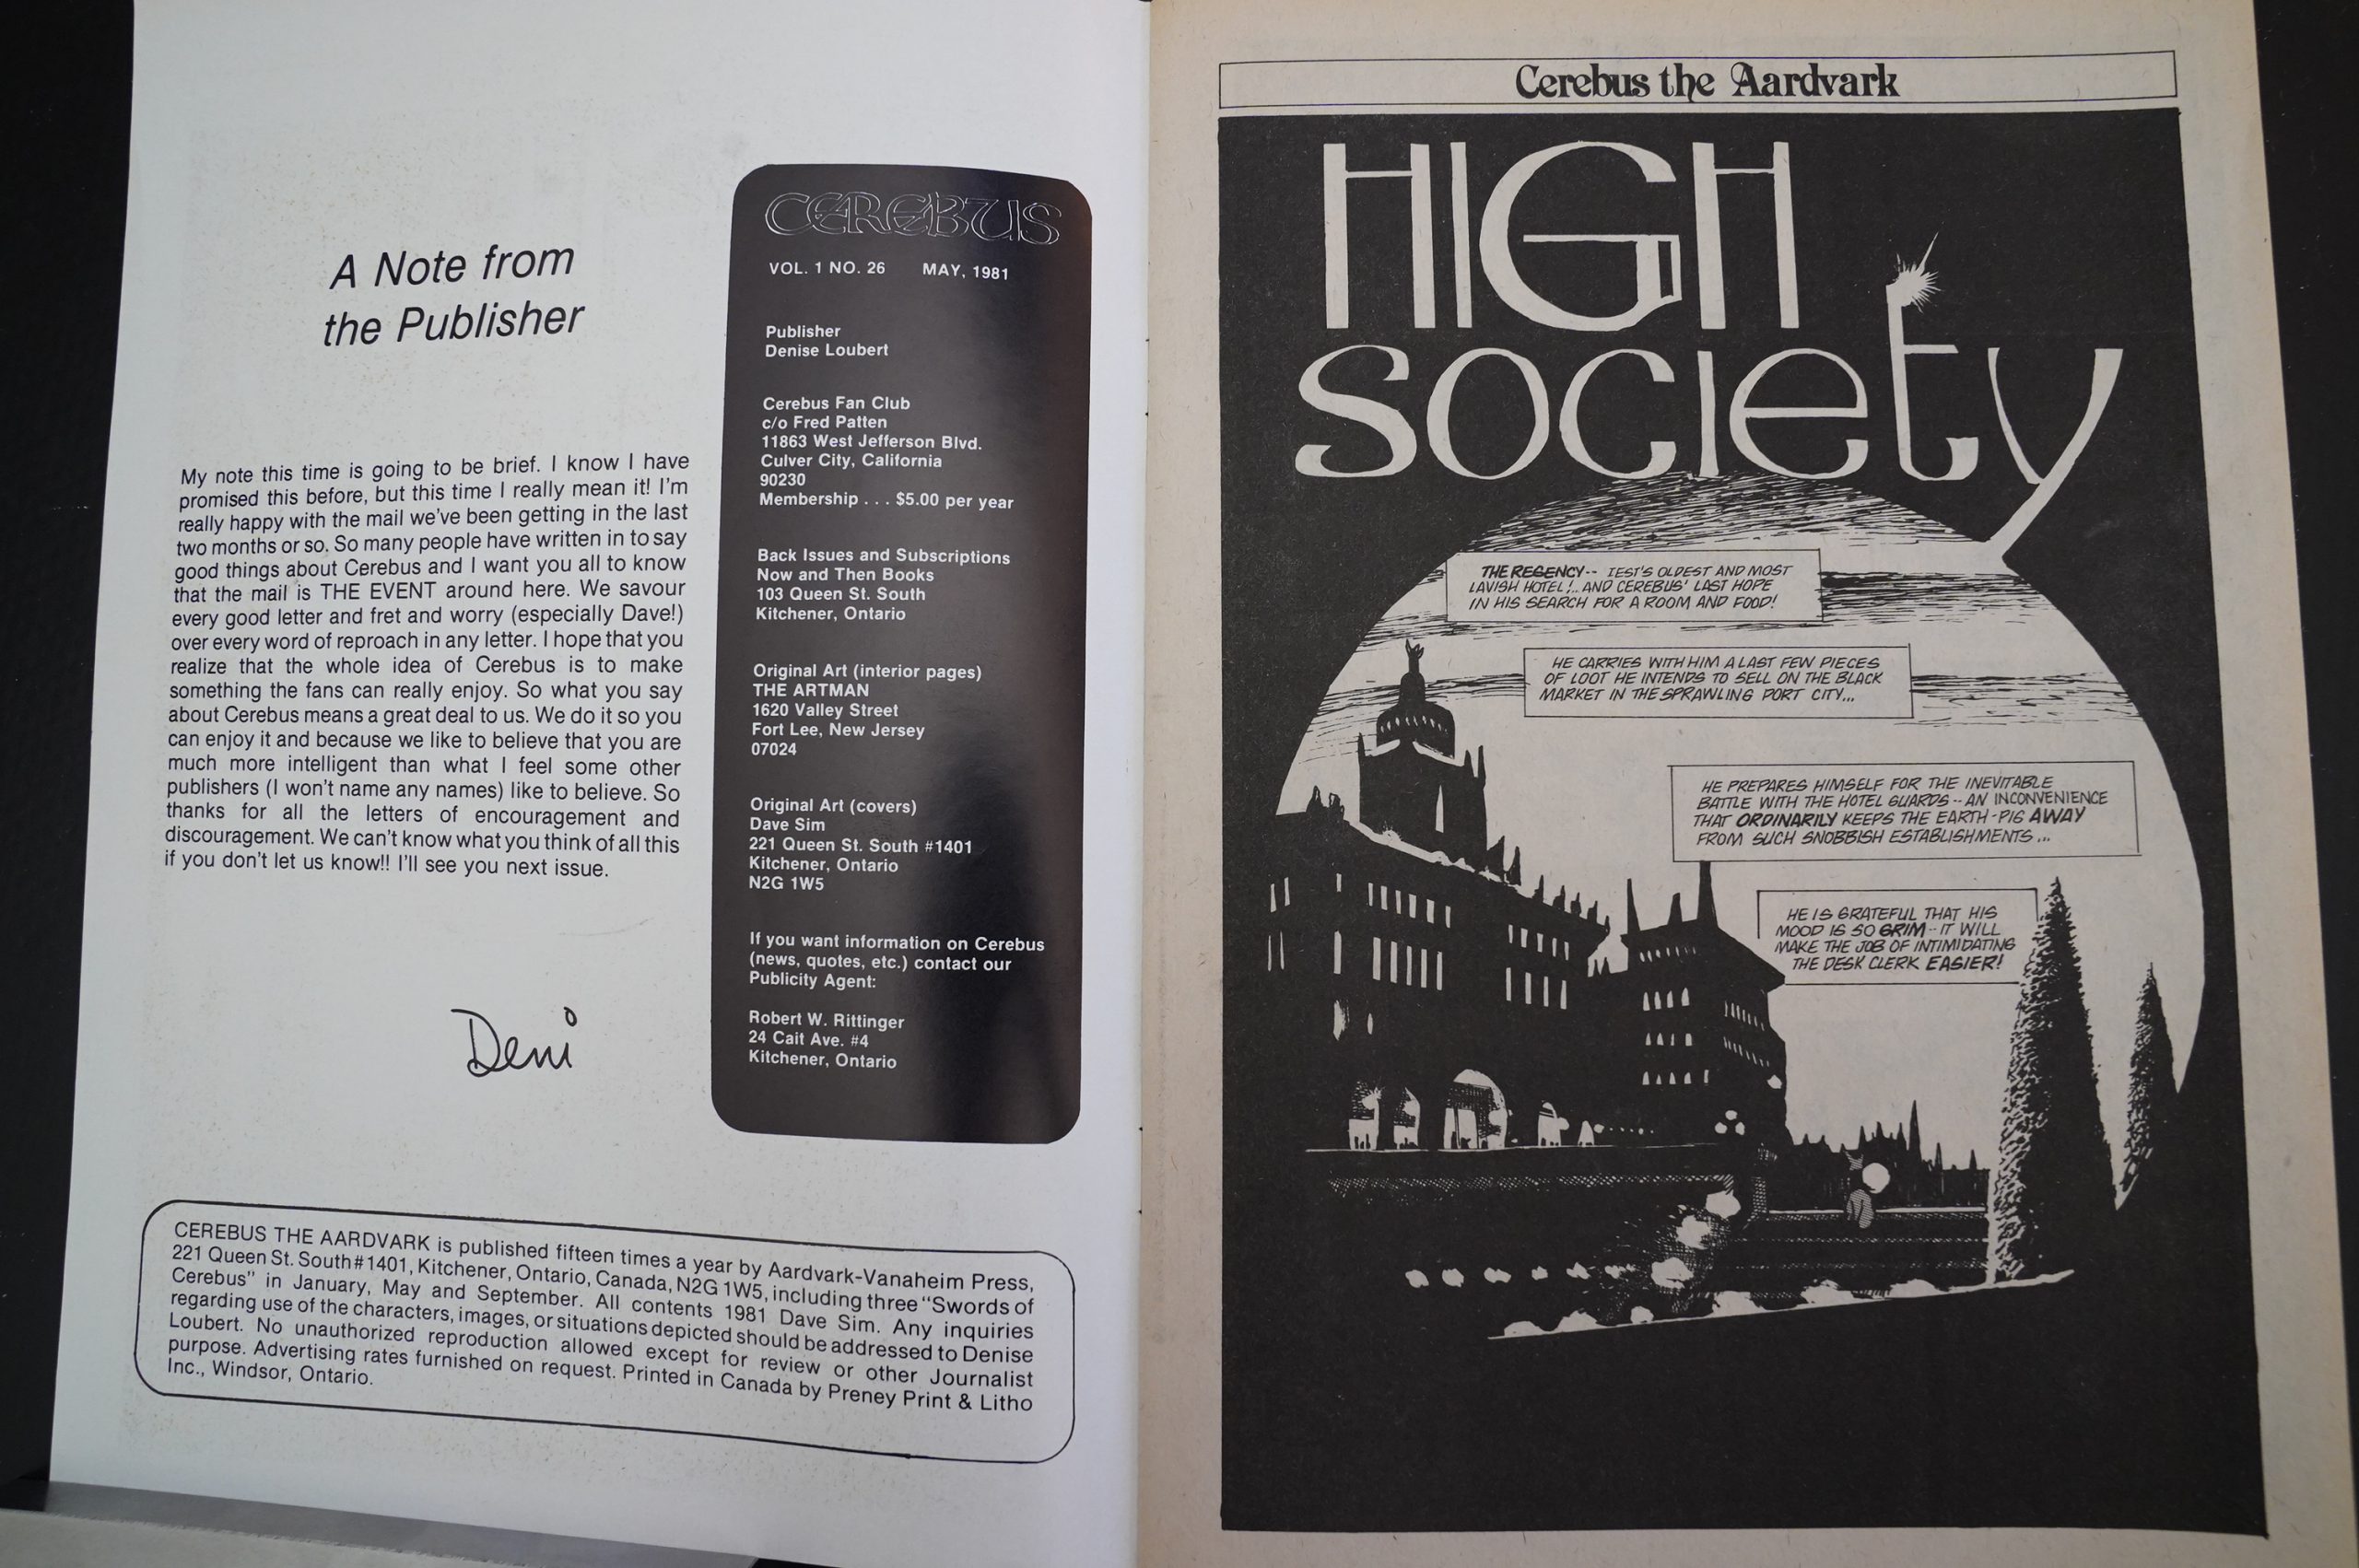 A Note from
the Publisher
My note this time is going to be brief. I know I have
promised this before, but this time I really mean it! I'm
really happy with the mail we've been getting in the last
two months or so. So many people have written in to say
good things about Cerebus and I want you all to know
that the mail is THE EVENT around here. We savour
every good letter and fret and worry (especially Dave!)
over every word of reproach in any letter. I hope that you
realize that the whole idea of Cerebus is to make
something the fans can really enjoy. So what you say
about Cerebus means a great deal to us. We do it so you
can enjoy it and because we like to believe that you are
much more intelligent than what I feel some other
publishers (I won't name any names) like to believe. So
thanks for all the letters of encouragement and
discouragement. We can't know what you think of all this
if you don't let us know!! I'll see you next issue.
Deni
CEREBUS
VOL. 1 NO. 26 MAY, 1981
Publisher
Denise Loubert
Cerebus Fan Club
c/o Fred Patten
11863 West Jefferson Blvd.
Culver City, California
90230
Membership . . . $5.00 per year
Back Issues and Subscriptions
Now and Then Books
103 Queen St. South
Kitchener, Ontario
Original Art (interior pages)
THE ARTMAN
1620 Valley Street
Fort Lee, New Jersey
07024
Original Art (covers)
Dave Sim
221 Queen St. South #1401
Kitchener, Ontario
N2G 1W5
If you want information on Cerebus
(news, quotes, etc.) contact our
Publicity Agent:
Robert W. Rittinger
24 Cait Ave. #4
Kitchener, Ontario
CEREBUS THE AARDVARK is published fifteen times a year by Aardvark-Vanaheim Press,
221 Queen St. South #1401, Kitchener, Ontario, Canada, N2G 1W5, including three "Swords of
Cerebus" in January, May and September. All contents 1981 Dave Sim. Any inquiries
regarding use of the characters, images, or situations depicted should be addressed to Denise
Loubert. No unauthorized reproduction allowed except for review or other Journalist
purpose. Advertising rates furnished on request. Printed in Canada by Preney Print & Litho
Inc., Windsor, Ontario.
Cerebus the Aardvark
HIGH
SOCIETY
THE REGENCY-- IEST'S OLDEST AND MOST
LAVISH HOTEL!.. AND CEREBUS' LAST HOPE
IN HIS SEARCH FOR A ROOM AND FOOD!
HE CARRIES WITH HIM A LAST FEW PIECES
OF LOOT HE INTENDS TO SELL ON THE BLACK
MARKET IN THE SPRAWLING PORT CITY...
HE PREPARES HIMSELF FOR THE INEVITABLE
BATTLE WITH THE HOTEL GUARDS -- AN INCONVENIENCE
THAT ORDINARILY KEEPS THE EARTH-PIG AWAY
FROM SUCH SNOBBISH ESTABLISHMENTS ...
HE IS GRATEFUL THAT HIS
MOOD IS SO GRIM -- IT WILL
MAKE THE JOB OF INTIMIDATING
THE DESK CLERK EASIER!